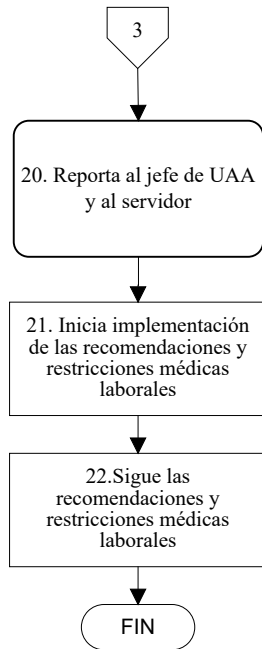 3
20. Reporta al jefe de UAA
y al servidor
21. Inicia implementación
de las recomendaciones y
restricciones médicas
laborales
22.Sigue las
recomendaciones y
restricciones médicas
laborales
FIN